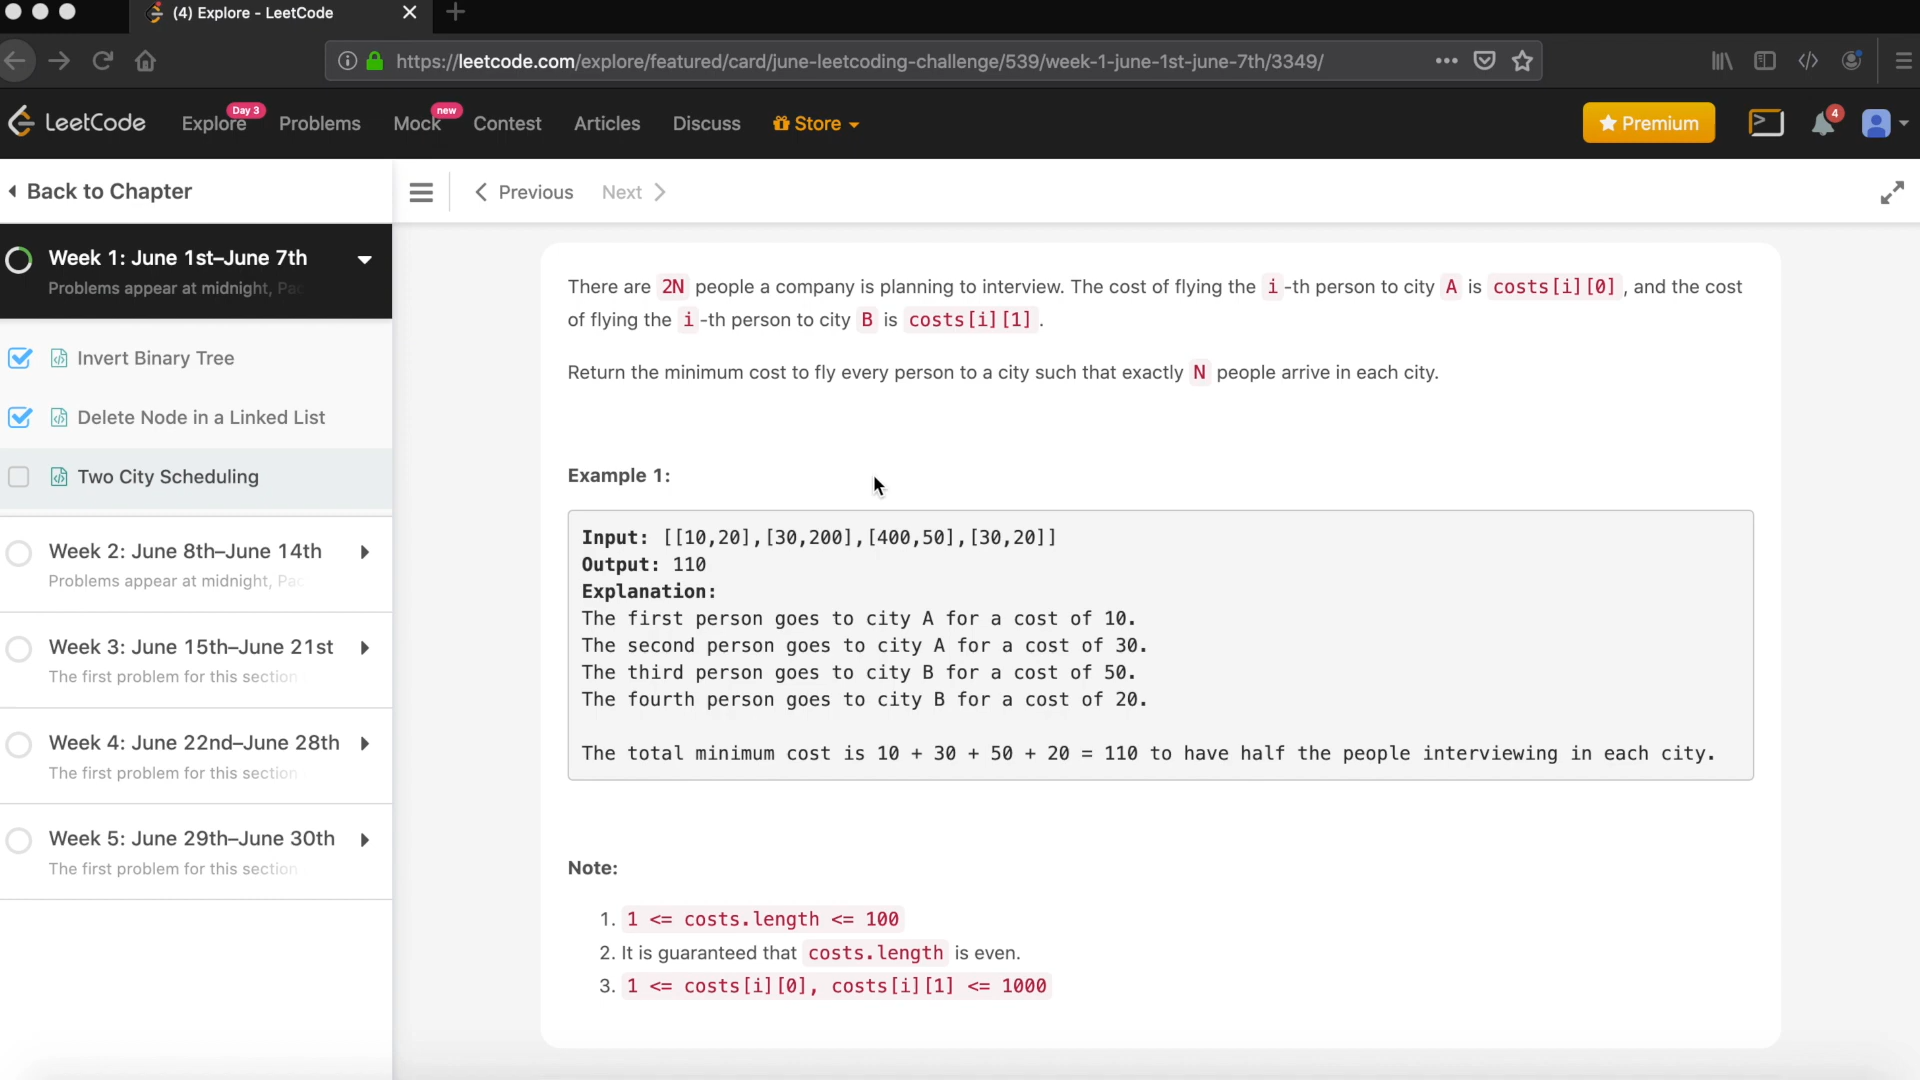 (4) Explore - LeetCode
https://leetcode.com/explore/featured/card/june-leetcoding-challenge/539/week-1-june-1st-june-7th/3349/
LeetCode Explore Day 3 Problems Mock new Contest Articles Discuss Store Premium 4
Back to Chapter
Previous Next
Week 1: June 1st–June 7th
Problems appear at midnight, Pac
Invert Binary Tree
Delete Node in a Linked List
Two City Scheduling
Week 2: June 8th–June 14th
Problems appear at midnight, Pac
Week 3: June 15th–June 21st
The first problem for this section
Week 4: June 22nd–June 28th
The first problem for this section
Week 5: June 29th–June 30th
The first problem for this section
There are 2N people a company is planning to interview. The cost of flying the i -th person to city A is costs[i][0] , and the cost
of flying the i -th person to city B is costs[i][1] .
Return the minimum cost to fly every person to a city such that exactly N people arrive in each city.
Example 1:
Input: [[10,20],[30,200],[400,50],[30,20]]
Output: 110
Explanation:
The first person goes to city A for a cost of 10.
The second person goes to city A for a cost of 30.
The third person goes to city B for a cost of 50.
The fourth person goes to city B for a cost of 20.
The total minimum cost is 10 + 30 + 50 + 20 = 110 to have half the people interviewing in each city.
Note:
1. 1 <= costs.length <= 100
2. It is guaranteed that costs.length is even.
3. 1 <= costs[i][0], costs[i][1] <= 1000